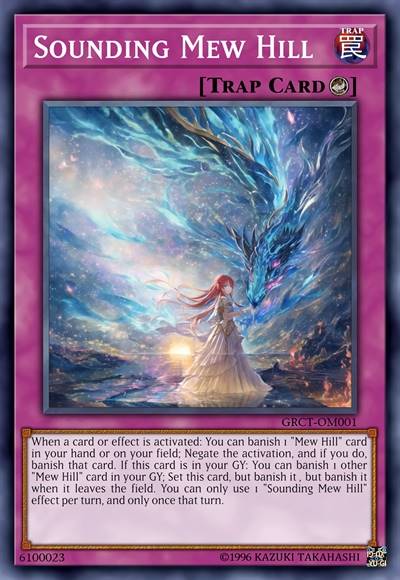 SOUNDING MEW HILL
TRAP
罠
[TRAP CARD]
GRCT-OM001
When a card or effect is activated: You can banish 1 "Mew Hill" card
in your hand or on your field; Negate the activation, and if you do,
banish that card. If this card is in your GY: You can banish 1 other
"Mew Hill" card in your GY; Set this card, but banish it , but banish it
when it leaves the field. You can only use 1 "Sounding Mew Hill"
effect per turn, and only once that turn.
6100023
©1996 KAZUKI TAKAHASHI